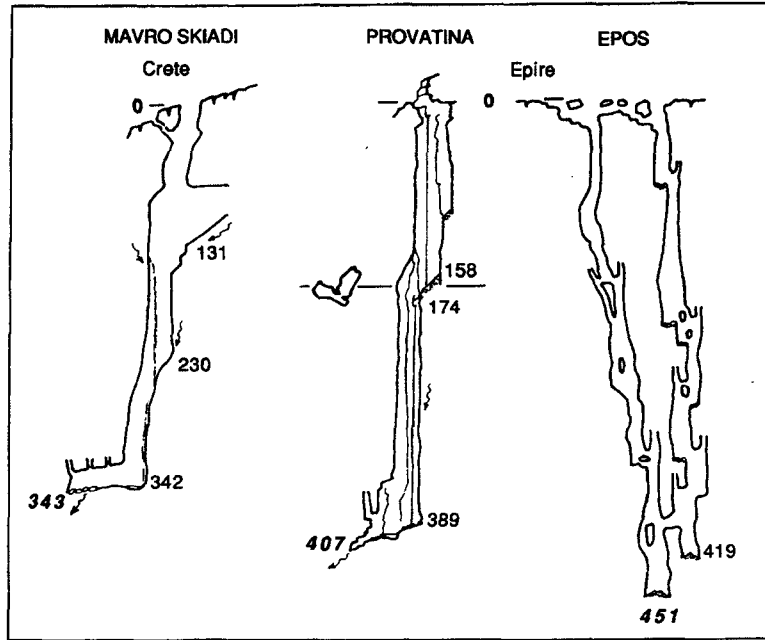 MAVRO SKIADI
PROVATINA
EPOS
Crete
Epire
0
0
131
158
174
230
342
343
389
407
419
451